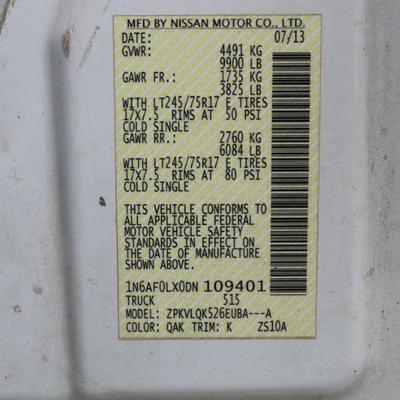 MFD BY NISSAN MOTOR CO., LTD.
DATE: 07/13
GVWR: 4491 KG
9900 LB
GAWR FR.: 1735 KG
3825 LB
WITH LT245/75R17 E TIRES
17x7.5 RIMS AT 50 PSI
COLD SINGLE
GAWR RR.: 2760 KG
6084 LB
WITH LT245/75R17 E TIRES
17x7.5 RIMS AT 80 PSI
COLD SINGLE
THIS VEHICLE CONFORMS TO
ALL APPLICABLE FEDERAL
MOTOR VEHICLE SAFETY
STANDARDS IN EFFECT ON
THE DATE OF MANUFACTURE
SHOWN ABOVE
1N6AF0LX0DN 109401
TRUCK 515
MODEL: ZPKVLQK526EUBA---A
COLOR: QAK TRIM: K ZS10A